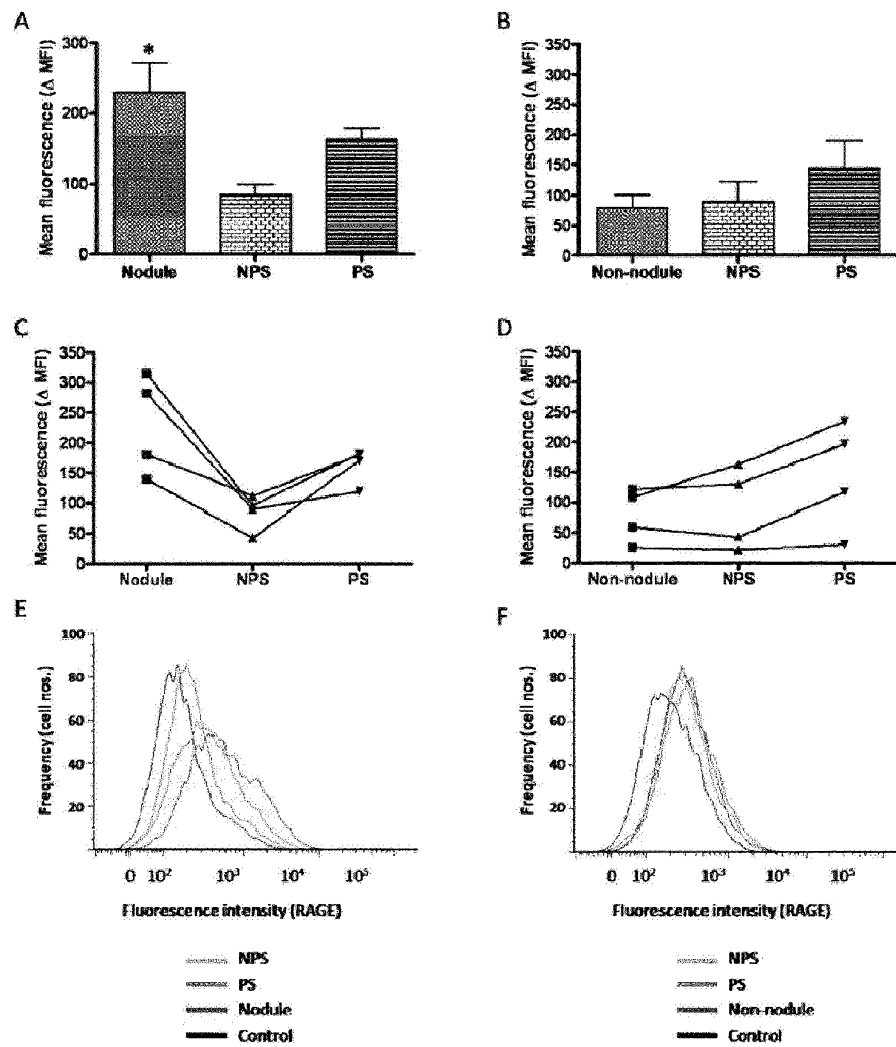 A
Mean fluorescence (Δ MFI)
300
200
100
0
*
Nodule NPS PS
B
Mean fluorescence (Δ MFI)
350
300
250
200
150
100
50
0
Non-nodule NPS PS
C
Mean fluorescence (Δ MFI)
350
300
250
200
150
100
50
0
Nodule NPS PS
D
Mean fluorescence (Δ MFI)
350
300
250
200
150
100
50
0
Non-nodule NPS PS
E
Frequency (cell nos.)
100
80
60
40
20
0 10² 10³ 10⁴ 10⁵
Fluorescence intensity (RAGE)
NPS
PS
Nodule
Control
F
Frequency (cell nos.)
100
80
60
40
20
0 10² 10³ 10⁴ 10⁵
Fluorescence intensity (RAGE)
NPS
PS
Non-nodule
Control